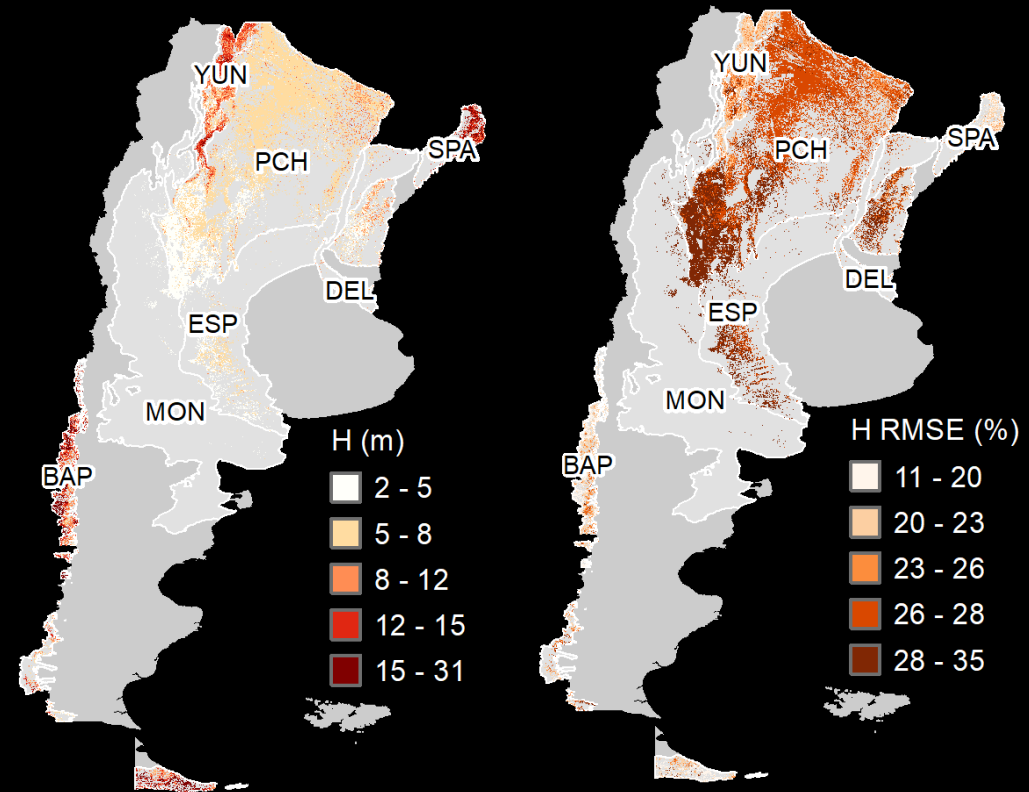 YUN
SPA
PCH
DEL
ESP
MON
BAP
H (m)
2 - 5
5 - 8
8 - 12
12 - 15
15 - 31
YUN
SPA
PCH
DEL
ESP
MON
BAP
H RMSE (%)
11 - 20
20 - 23
23 - 26
26 - 28
28 - 35